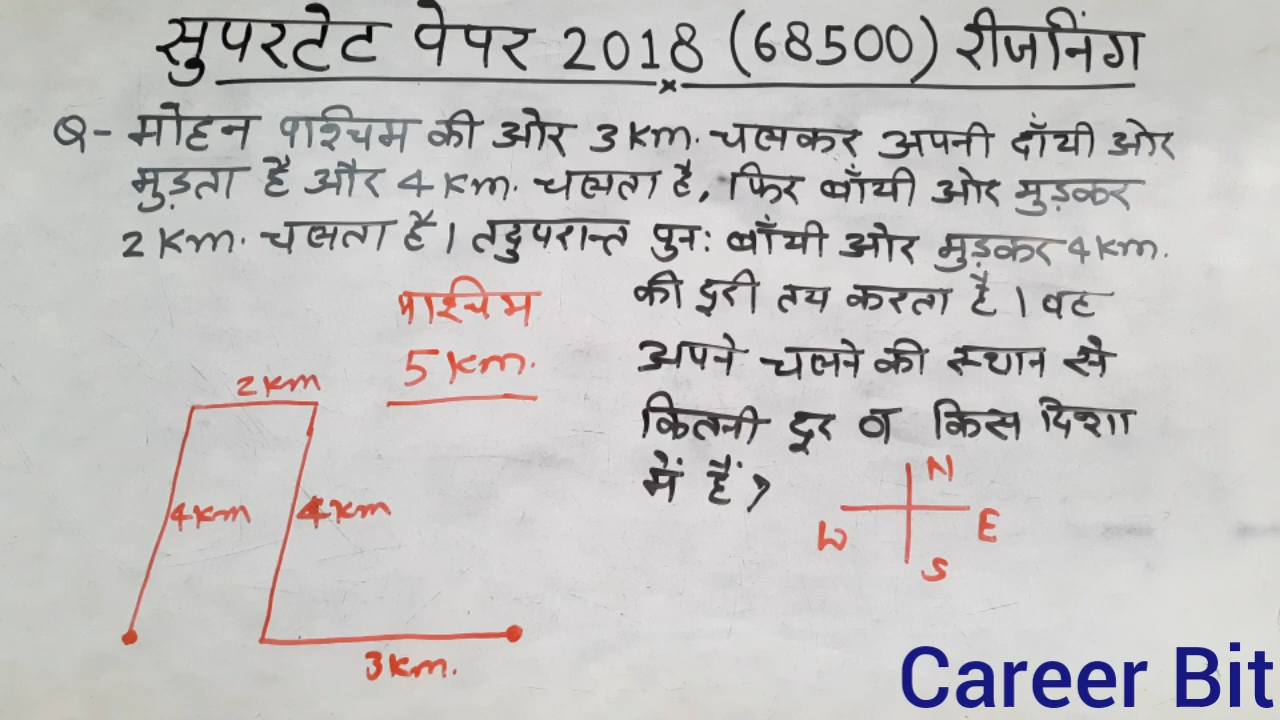 सुपरटेट पेपर 2018 (68500) रीजनिंग
Q- मोहन पाश्चिम की ओर 3 km. चलकर अपनी दाँयी ओर
मुड़ता है और 4 km. चलता है, फिर बाँयी ओर मुड़कर
2 km. चलता है। तदुपरान्त पुनः बाँयी ओर मुड़कर 4 km.
की दूरी तय करता है। वह
अपने चलने की स्थान से
कितनी दूर व किस दिशा
में हैं?
पाश्चिम
5 km.
2 km
4 km
4 km
3 km.
N
W
E
S
Career Bit